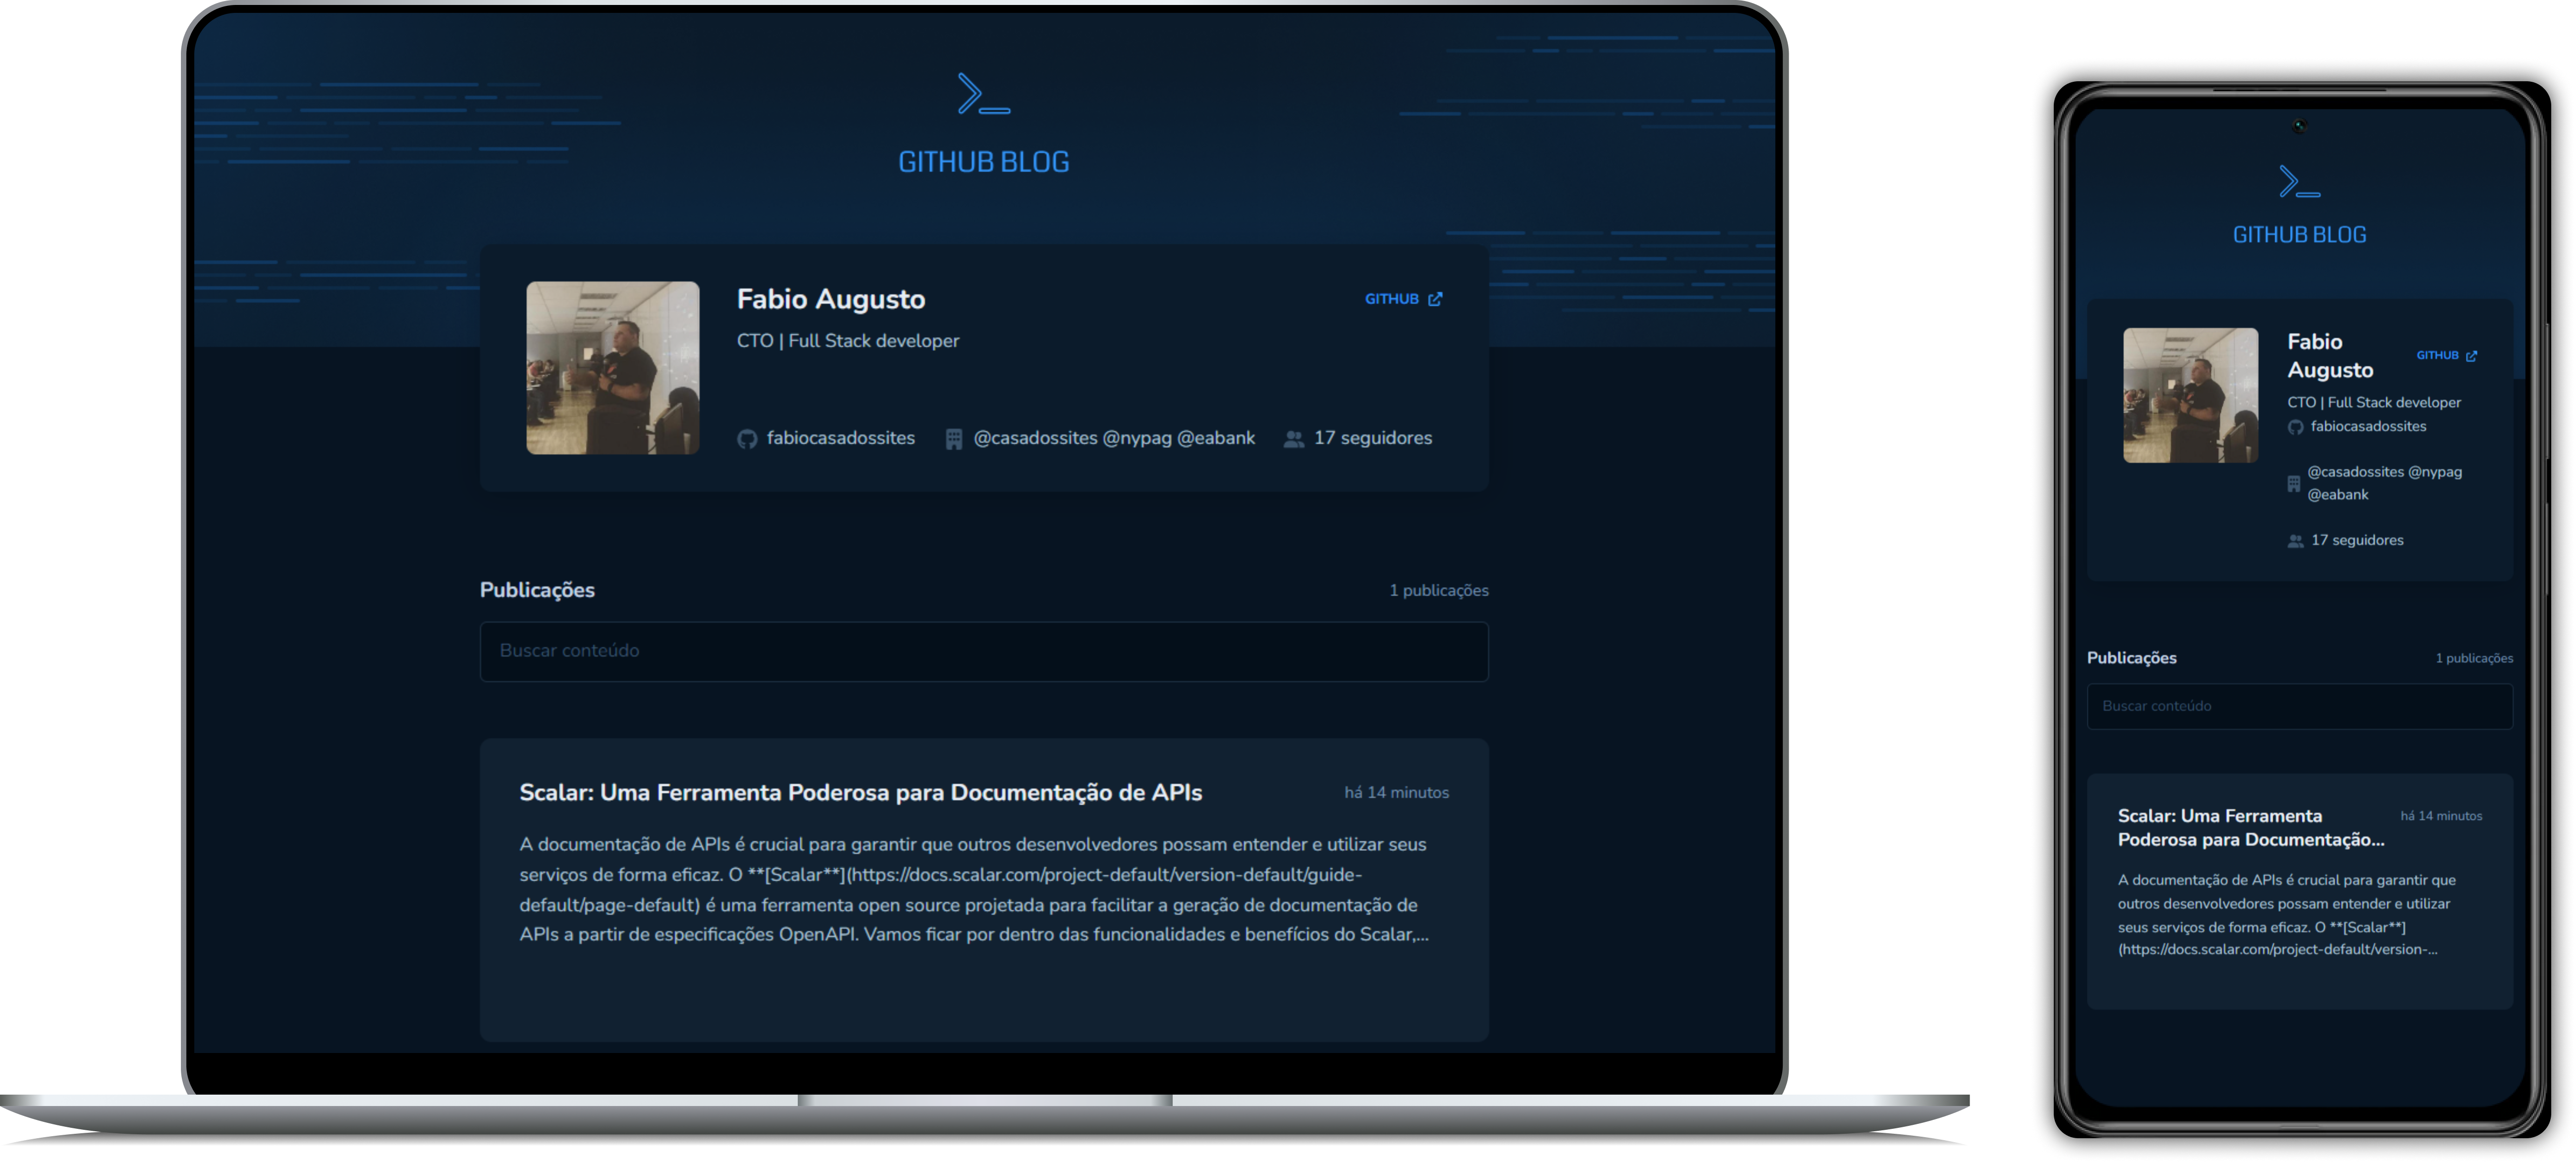 GITHUB BLOG
Fabio Augusto
GITHUB
CTO | Full Stack developer
fabiocasadossites
@casadossites @nypag @eabank
17 seguidores
Publicações
1 publicações
Buscar conteúdo
Scalar: Uma Ferramenta Poderosa para Documentação de APIs
há 14 minutos
A documentação de APIs é crucial para garantir que outros desenvolvedores possam entender e utilizar seus
serviços de forma eficaz. O **[Scalar**](https://docs.scalar.com/project-default/version-default/guide-
default/page-default) é uma ferramenta open source projetada para facilitar a geração de documentação de
APIs a partir de especificações OpenAPI. Vamos ficar por dentro das funcionalidades e benefícios do Scalar,...
GITHUB BLOG
Fabio
Augusto
GITHUB
CTO | Full Stack developer
fabiocasadossites
@casadossites @nypag
@eabank
17 seguidores
Publicações
1 publicações
Buscar conteúdo
Scalar: Uma Ferramenta
Poderosa para Documentação...
há 14 minutos
A documentação de APIs é crucial para garantir que
outros desenvolvedores possam entender e utilizar
seus serviços de forma eficaz. O **[Scalar**]
(https://docs.scalar.com/project-default/version-...